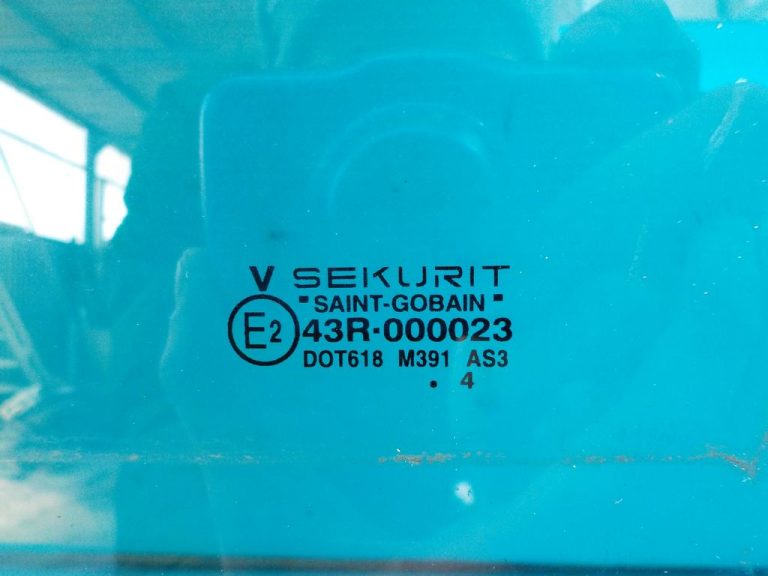 V SEKURIT
"SAINT-GOBAIN"
E2 43R·000023
DOT618 M391 AS3
. 4